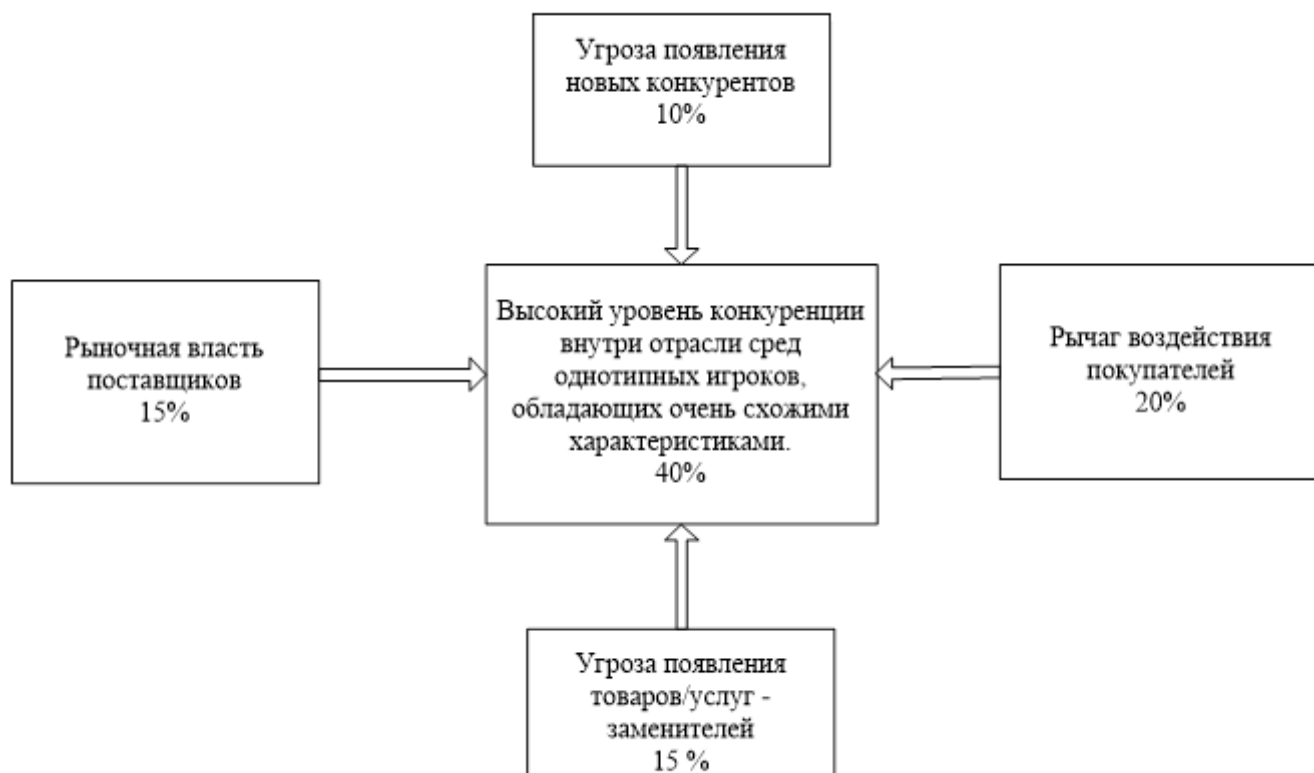 Угроза появления
новых конкурентов
10%
Рыночная власть
поставщиков
15%
Высокий уровень конкуренции
внутри отрасли сред
однотипных игроков,
обладающих очень схожими
характеристиками.
40%
Рычаг воздействия
покупателей
20%
Угроза появления
товаров/услуг -
заменителей
15 %